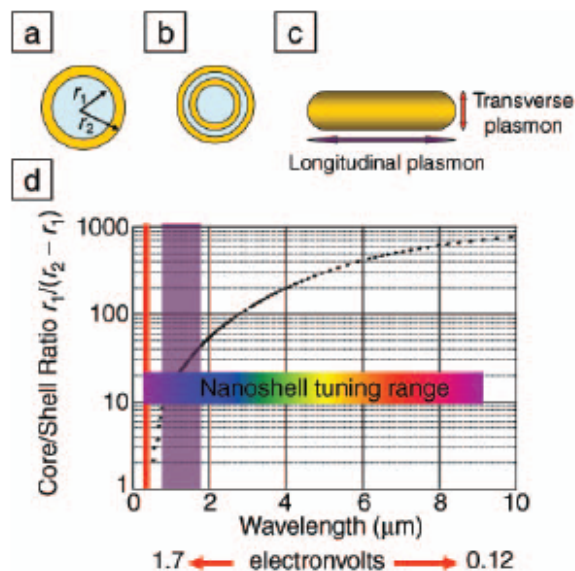 a
b
c
r₁
r₂
Transverse
plasmon
Longitudinal plasmon
d
Core/Shell Ratio r₁/(r₂ − r₁)
1000
100
10
1
Nanoshell tuning range
0 2 4 6 8 10
Wavelength (μm)
1.7 electronvolts 0.12